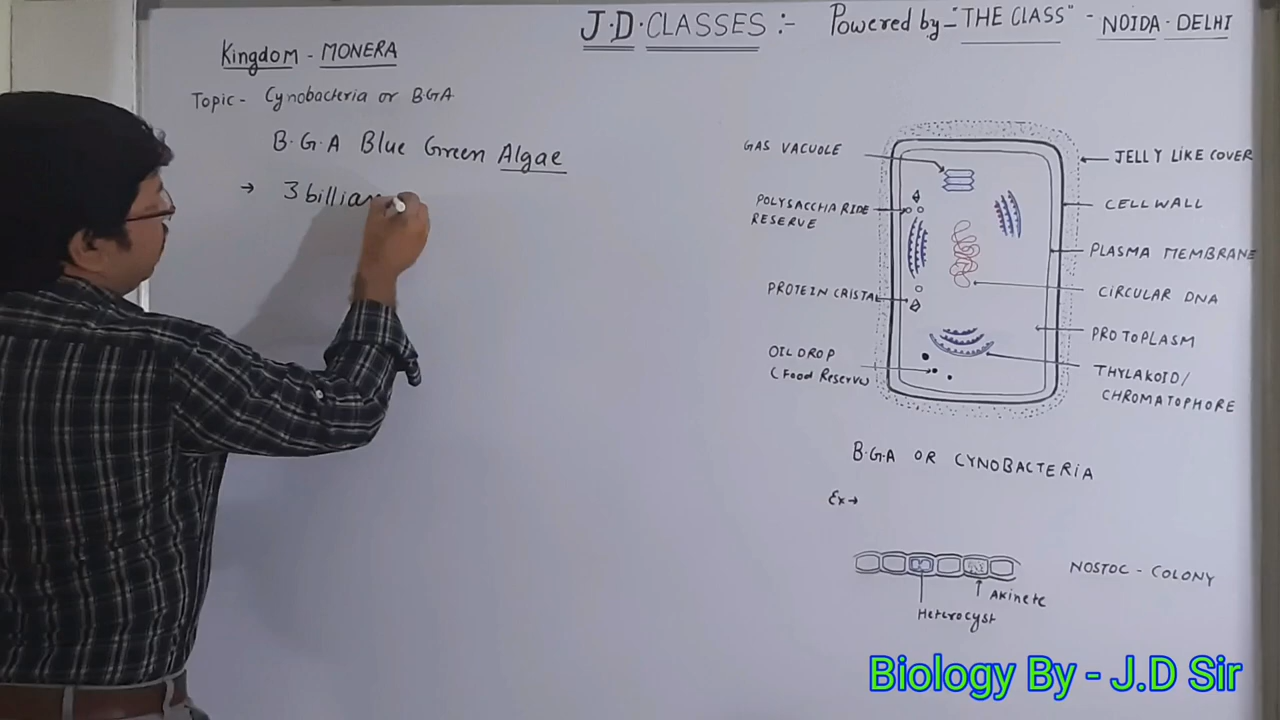 J.D.CLASSES :- Powered by - "THE CLASS" - NOIDA - DELHI
Kingdom - MONERA
Topic - Cynobacteria or BGA
B.G.A Blue Green Algae
→ 3 billian
GAS VACUOLE
POLYSACCHARIDE
RESERVE
PROTEIN CRISTAL
OIL DROP
(Food Reserve
JELLY LIKE COVER
CELL WALL
PLASMA MEMBRANE
CIRCULAR DNA
PROTOPLASM
THYLAKOID/
CHROMATOPHORE
B.G.A OR CYNOBACTERIA
Ex →
NOSTOC - COLONY
Akinete
Heterocyst
Biology By - J.D Sir